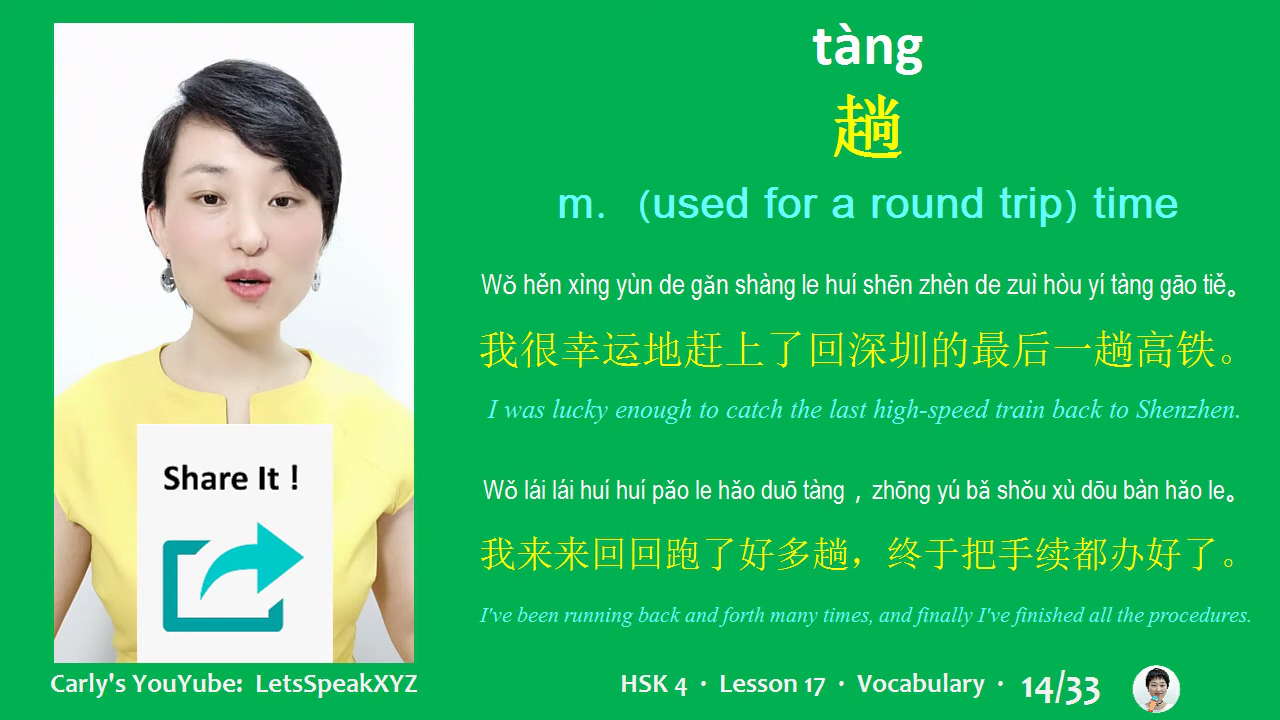 tàng
趟
m. (used for a round trip) time
Wǒ hěn xìng yùn de gǎn shàng le huí shēn zhèn de zuì hòu yí tàng gāo tiě。
我很幸运地赶上了回深圳的最后一趟高铁。
I was lucky enough to catch the last high-speed train back to Shenzhen.
Wǒ lái lái huí huí pǎo le hǎo duō tàng，zhōng yú bǎ shǒu xù dōu bàn hǎo le。
我来来回回跑了好多趟，终于把手续都办好了。
I've been running back and forth many times, and finally I've finished all the procedures.
Share It !
Carly's YouYube: LetsSpeakXYZ
HSK 4 · Lesson 17 · Vocabulary · 14/33